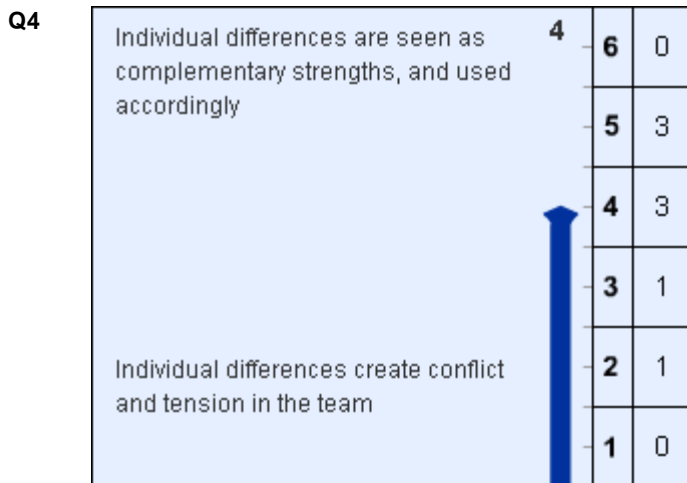 Q4
Individual differences are seen as
complementary strengths, and used
accordingly
4
6 0
5 3
4 3
3 1
Individual differences create conflict
and tension in the team
2 1
1 0